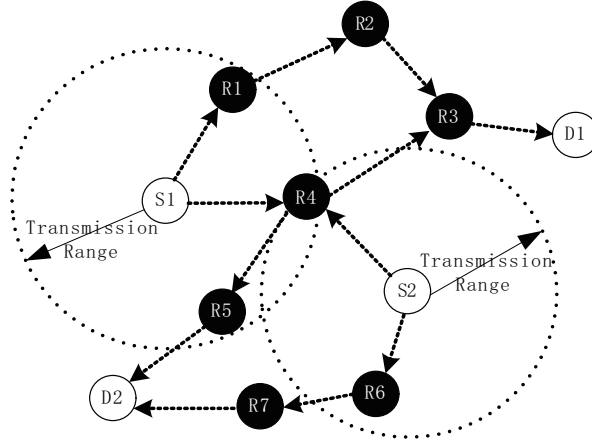 R2
R1
R3
D1
S1
R4
Transmission
Range
Transmission
Range
S2
R5
D2
R7
R6